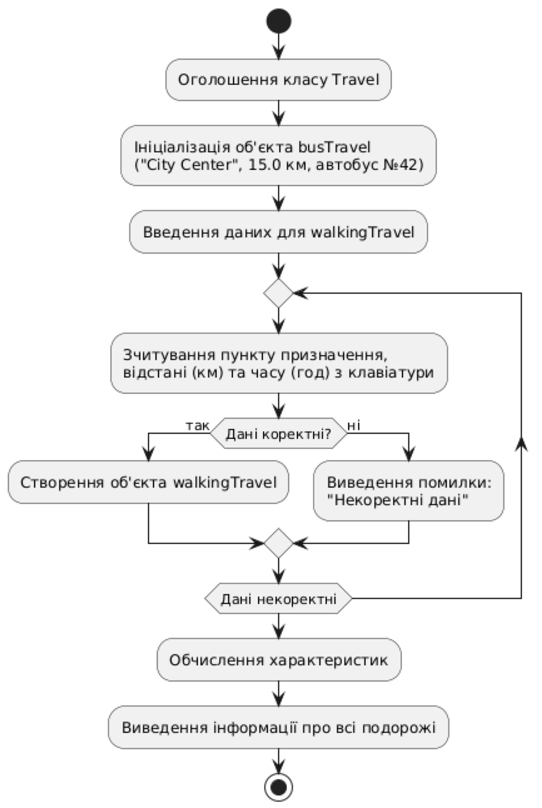 Оголошення класу Travel
Ініціалізація об'єкта busTravel
("City Center", 15.0 км, автобус №42)
Введення даних для walkingTravel
Зчитування пункту призначення,
відстані (км) та часу (год) з клавіатури
так
Дані коректні?
ні
Створення об'єкта walkingTravel
Виведення помилки:
"Некоректні дані"
Дані некоректні
Обчислення характеристик
Виведення інформації про всі подорожі